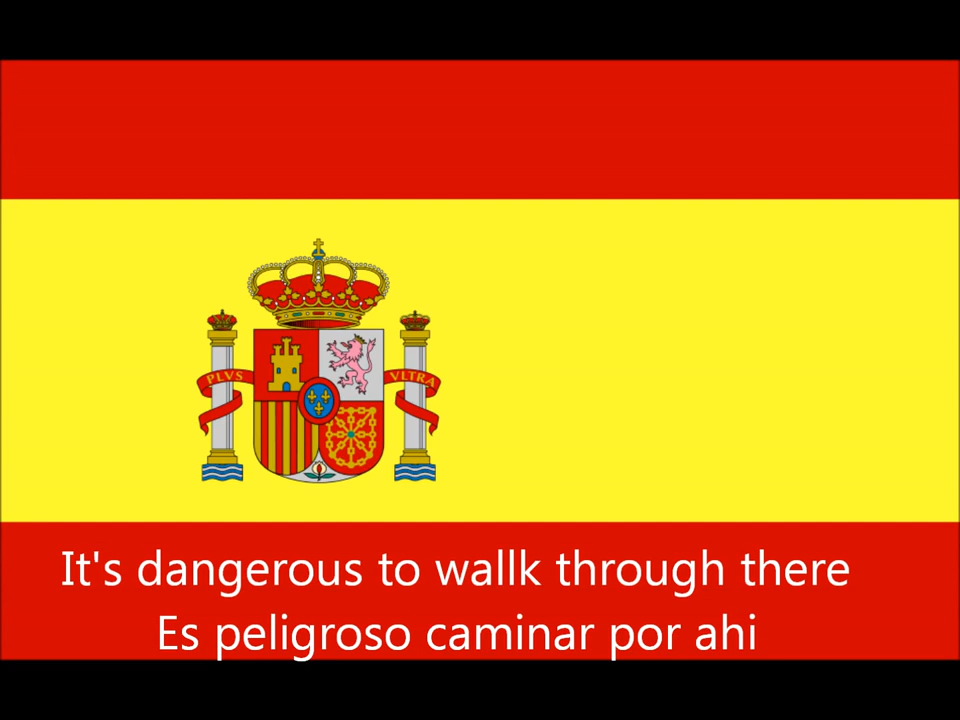 PLVS VLTRA
It's dangerous to wallk through there
Es peligroso caminar por ahi